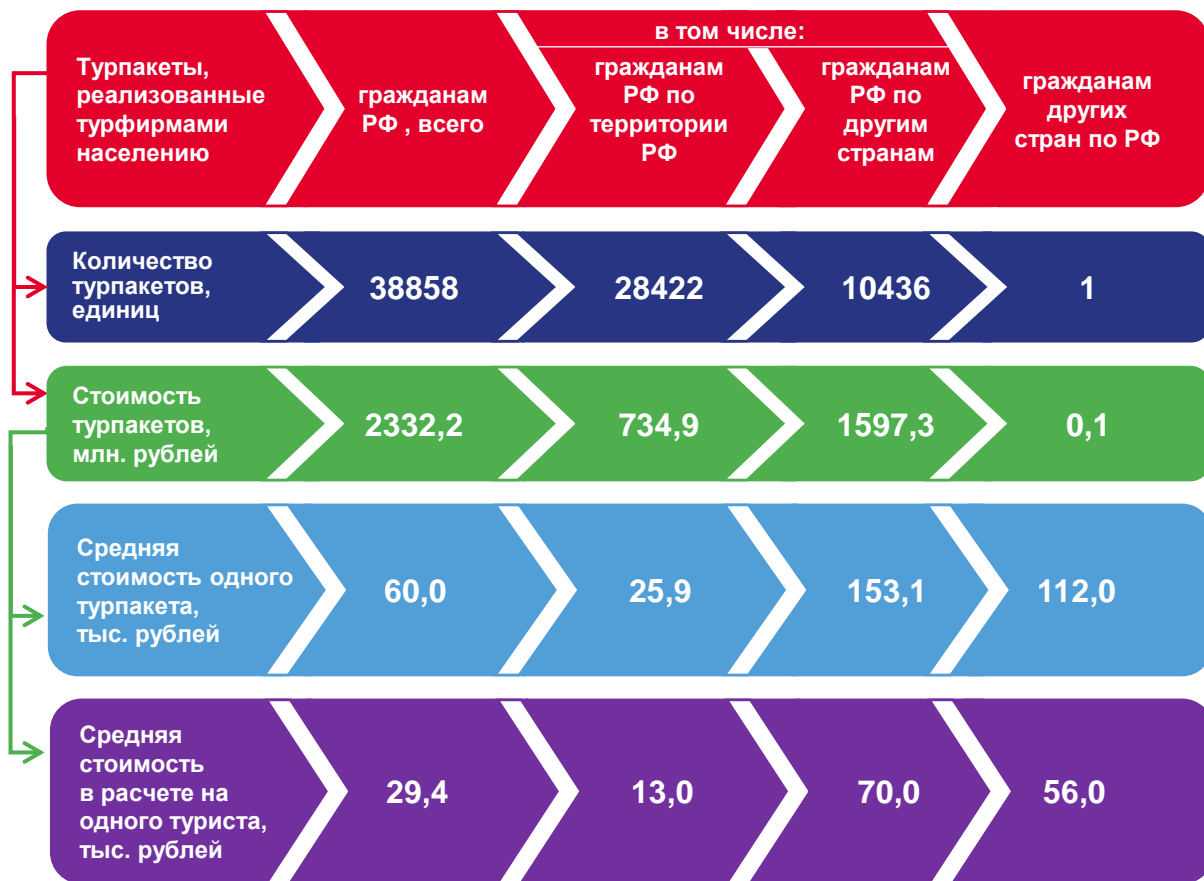 в том числе:
Турпакеты,
реализованные
турфирмами
населению
гражданам
РФ , всего
гражданам
РФ по
территории
РФ
гражданам
РФ по
другим
странам
гражданам
других
стран по РФ
Количество
турпакетов,
единиц
38858
28422
10436
1
Стоимость
турпакетов,
млн. рублей
2332,2
734,9
1597,3
0,1
Средняя
стоимость одного
турпакета,
тыс. рублей
60,0
25,9
153,1
112,0
Средняя
стоимость
в расчете на
одного туриста,
тыс. рублей
29,4
13,0
70,0
56,0